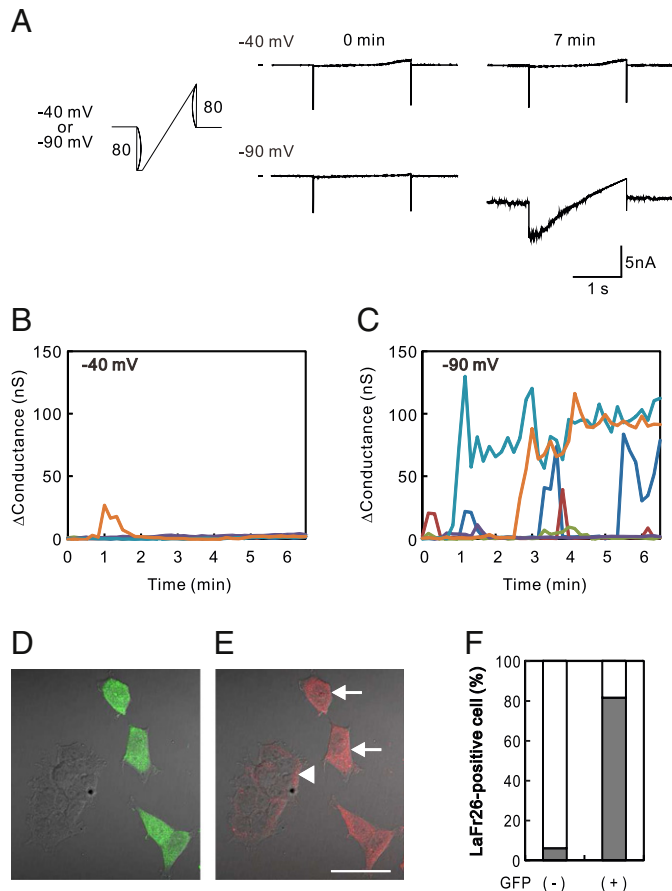 A
-40 mV
0 min
7 min
-40 mV
or
-90 mV
80
80
-90 mV
5nA
1 s
B
C
150
100
50
0
ΔConductance (nS)
-40 mV
0 1 2 3 4 5 6
Time (min)
150
100
50
0
ΔConductance (nS)
-90 mV
0 1 2 3 4 5 6
Time (min)
D
E
F
LaFr26-positive cell (%)
100
80
60
40
20
0
GFP (-) (+)